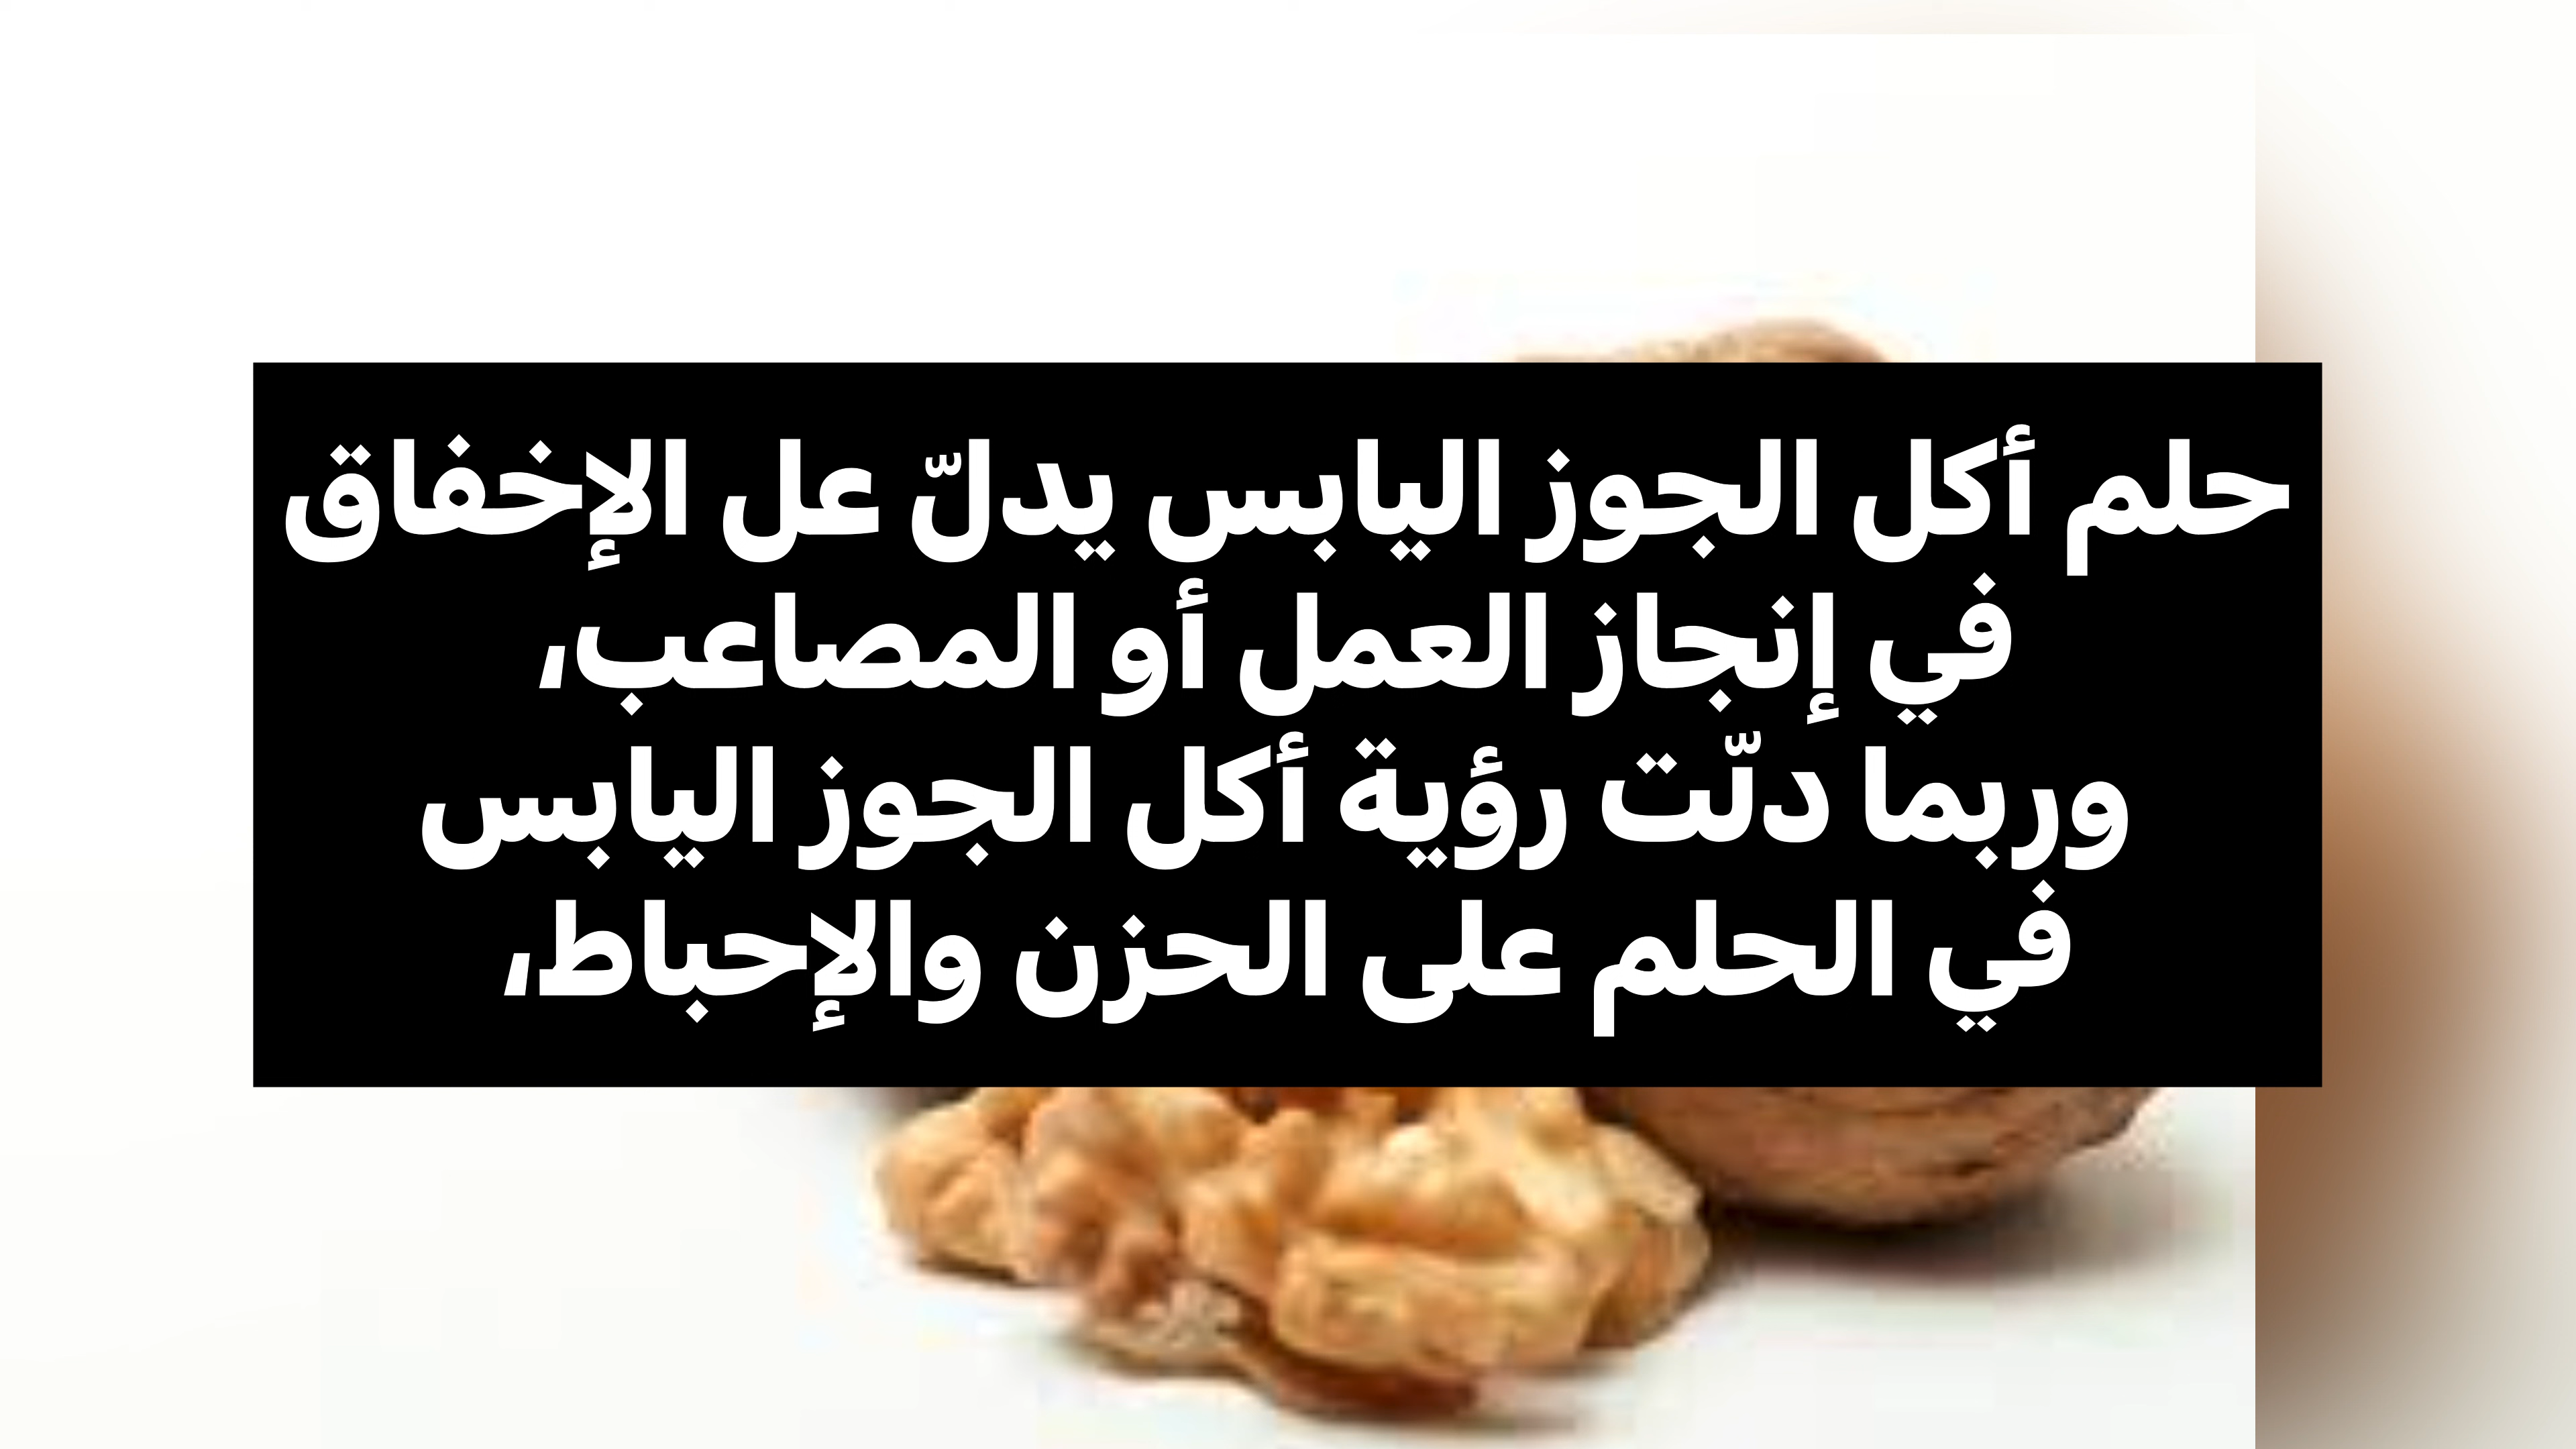 حلم أكل الجوز اليابس يدلّ عل الإخفاق
في إنجاز العمل أو المصاعب،
وربما دلّت رؤية أكل الجوز اليابس
في الحلم على الحزن والإحباط،